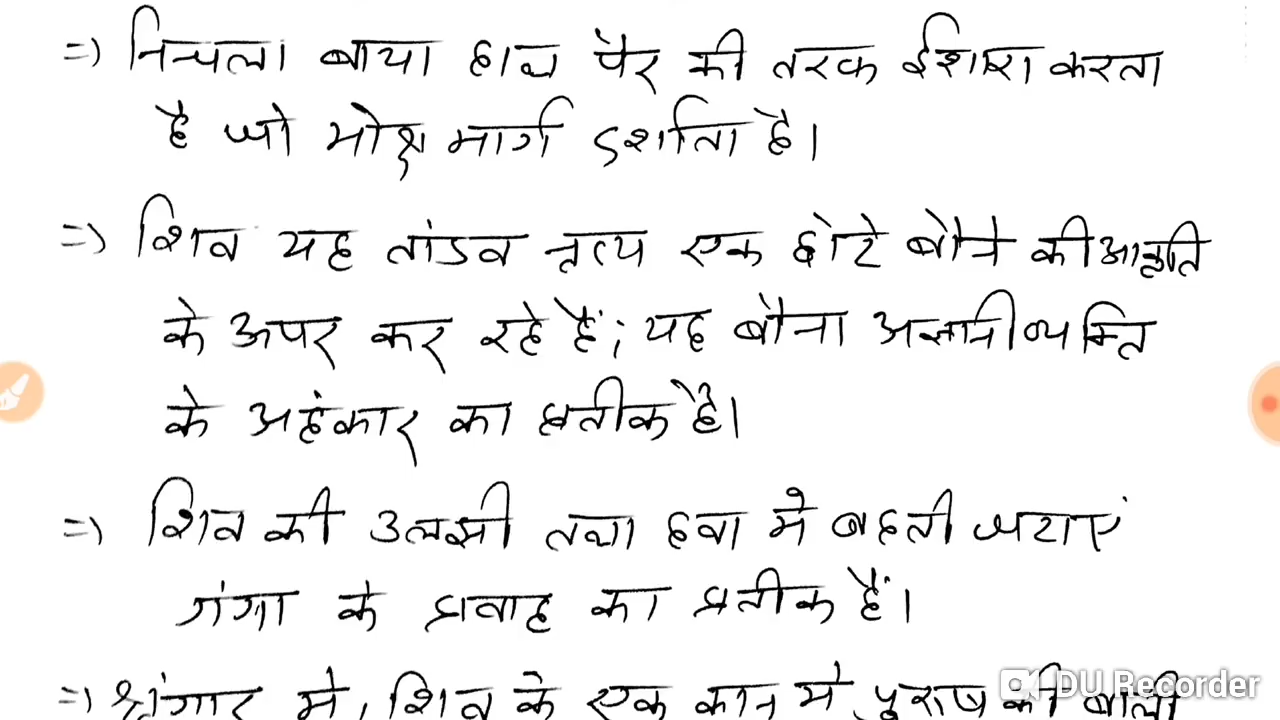 =) निचला बाया हाथ पैर की तरफ ईशारा करता
है जो मोक्ष मार्ग दर्शाता है।
=) शिव यह तांडव नृत्य एक छोटे बौने की आकृति
के ऊपर कर रहे हैं; यह बौना अज्ञानी व्यक्ति
के अहंकार का प्रतीक है।
=) शिव की उलझी तथा हवा मे बहती जटाएं
गंगा के प्रवाह का प्रतीक हैं।
=) श्रृंगार मे, शिव के एक कान मे पुरुष की बाली
DU Recorder